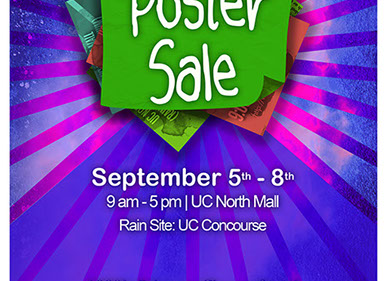 Poster
Sale
September 5th - 8th
9 am - 5 pm | UC North Mall
Rain Site: UC Concourse